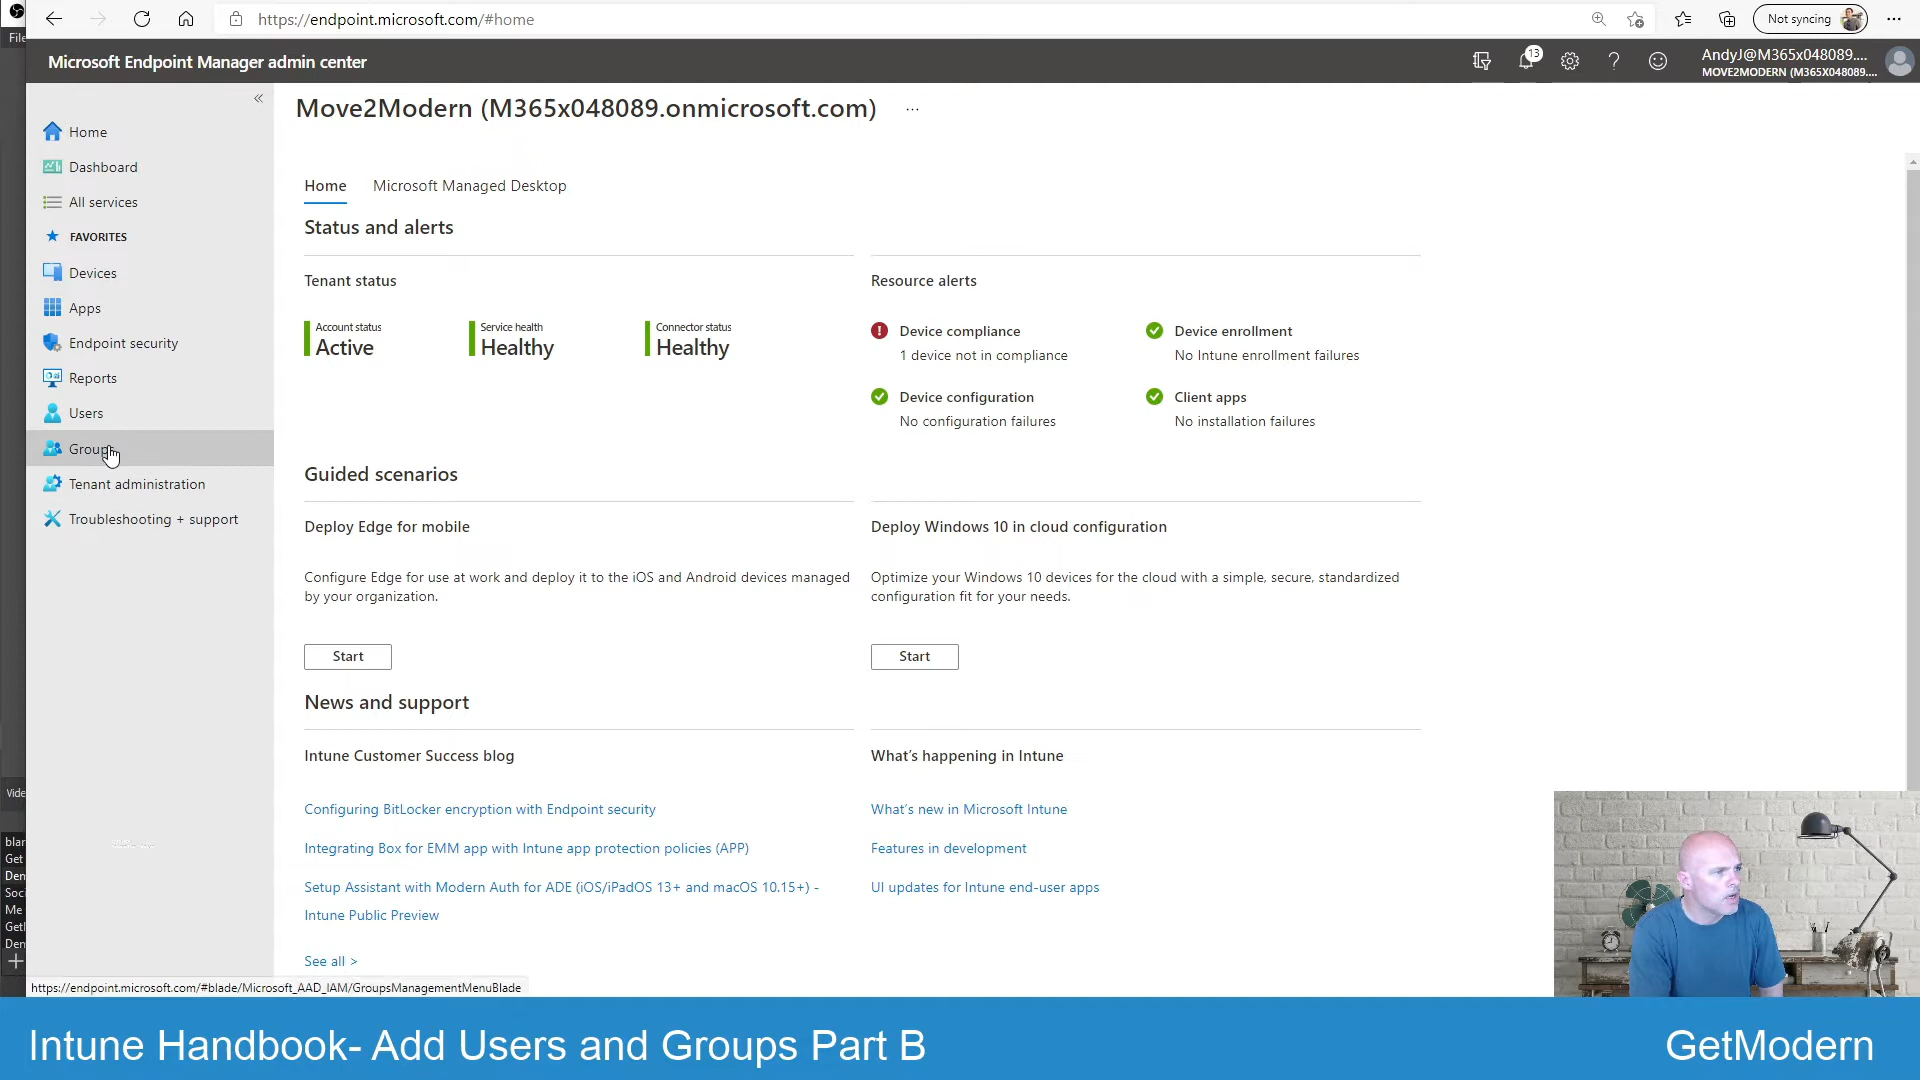 File
https://endpoint.microsoft.com/#home
Not syncing
Microsoft Endpoint Manager admin center
13
AndyJ@M365x048089....
MOVE2MODERN (M365X048089....
Move2Modern (M365x048089.onmicrosoft.com)
Home
Dashboard
All services
FAVORITES
Devices
Apps
Endpoint security
Reports
Users
Groups
Tenant administration
Troubleshooting + support
Home
Microsoft Managed Desktop
Status and alerts
Tenant status
Account status
Active
Service health
Healthy
Connector status
Healthy
Resource alerts
Device compliance
1 device not in compliance
Device enrollment
No Intune enrollment failures
Device configuration
No configuration failures
Client apps
No installation failures
Guided scenarios
Deploy Edge for mobile
Configure Edge for use at work and deploy it to the iOS and Android devices managed
by your organization.
Start
Deploy Windows 10 in cloud configuration
Optimize your Windows 10 devices for the cloud with a simple, secure, standardized
configuration fit for your needs.
Start
News and support
Intune Customer Success blog
Configuring BitLocker encryption with Endpoint security
Integrating Box for EMM app with Intune app protection policies (APP)
Setup Assistant with Modern Auth for ADE (iOS/iPadOS 13+ and macOS 10.15+) -
Intune Public Preview
See all >
What's happening in Intune
What's new in Microsoft Intune
Features in development
UI updates for Intune end-user apps
Vide
blar
Get
Den
Soci
Me
Get
Den
https://endpoint.microsoft.com/#blade/Microsoft_AAD_IAM/GroupsManagementMenuBlade
Intune Handbook- Add Users and Groups Part B
GetModern